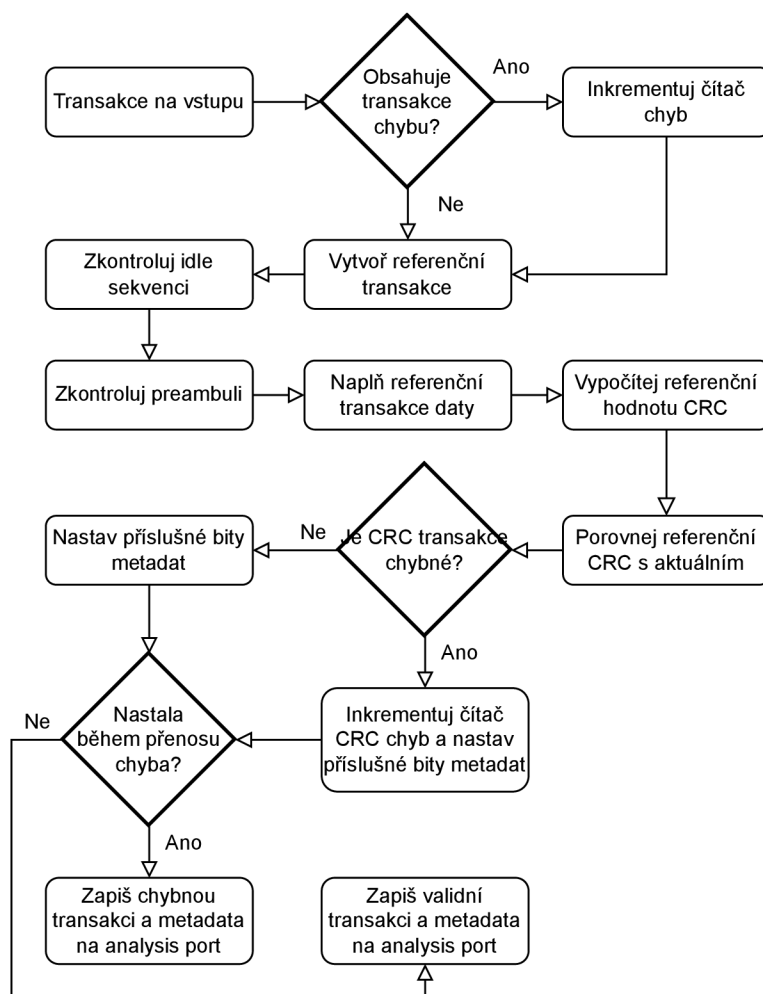 Transakce na vstupu
Obsahuje
transakce
chybu?
Ano
Inkrementuj čítač
chyb
Ne
Vytvoř referenční
transakce
Zkontroluj idle
sekvenci
Zkontroluj preambuli
Naplň referenční
transakce daty
Vypočítej referenční
hodnotu CRC
Porovnej referenční
CRC s aktuálním
Je CRC transakce
chybné?
Ne
Nastav příslušné bity
metadat
Ano
Inkrementuj čítač
CRC chyb a nastav
příslušné bity metadat
Nastala
během přenosu
chyba?
Ne
Ano
Zapiš chybnou
transakci a metadata
na analysis port
Zapiš validní
transakci a metadata
na analysis port